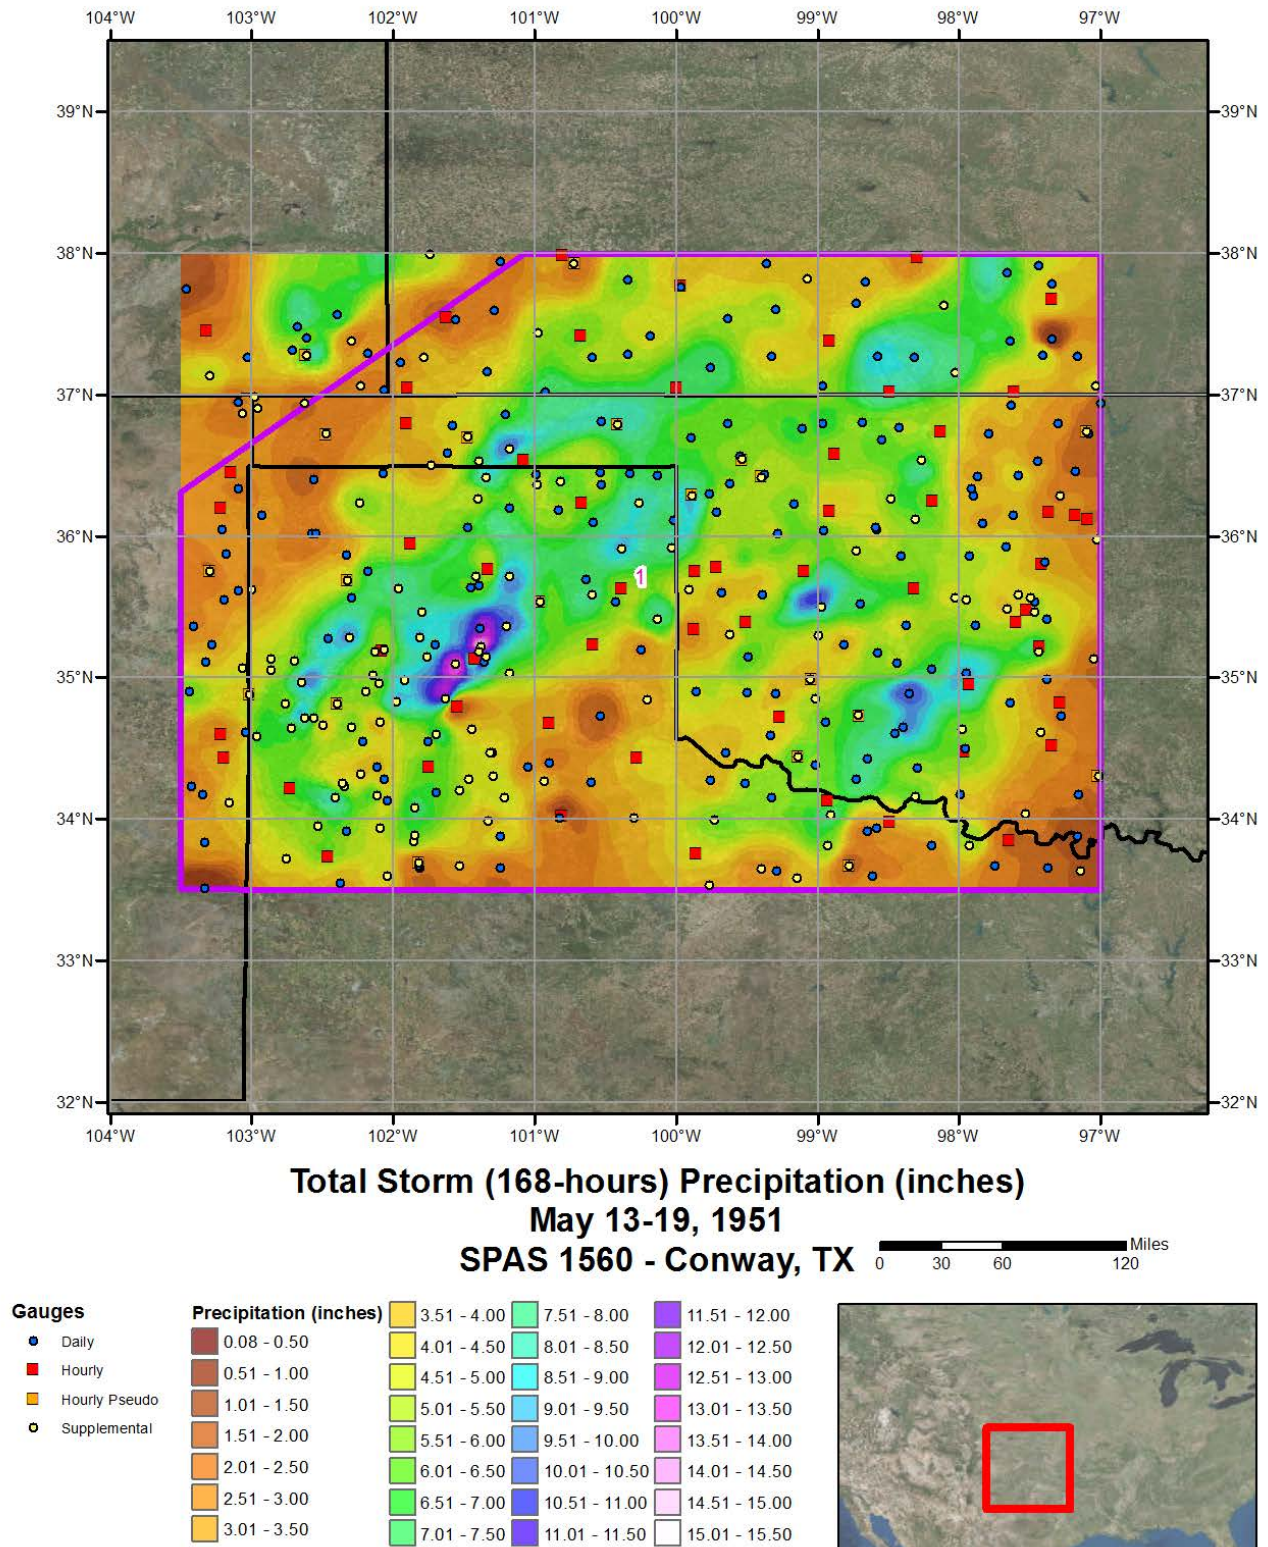 104°W 103°W 102°W 101°W 100°W 99°W 98°W 97°W
39°N 39°N
38°N 38°N
37°N 37°N
36°N 36°N
1
35°N 35°N
34°N 34°N
33°N 33°N
32°N 32°N
104°W 103°W 102°W 101°W 100°W 99°W 98°W 97°W
Total Storm (168-hours) Precipitation (inches)
May 13-19, 1951
SPAS 1560 - Conway, TX
Miles
0 30 60 120
Gauges
Daily
Hourly
Hourly Pseudo
Supplemental
Precipitation (inches)
0.08 - 0.50
0.51 - 1.00
1.01 - 1.50
1.51 - 2.00
2.01 - 2.50
2.51 - 3.00
3.01 - 3.50
3.51 - 4.00
4.01 - 4.50
4.51 - 5.00
5.01 - 5.50
5.51 - 6.00
6.01 - 6.50
6.51 - 7.00
7.01 - 7.50
7.51 - 8.00
8.01 - 8.50
8.51 - 9.00
9.01 - 9.50
9.51 - 10.00
10.01 - 10.50
10.51 - 11.00
11.01 - 11.50
11.51 - 12.00
12.01 - 12.50
12.51 - 13.00
13.01 - 13.50
13.51 - 14.00
14.01 - 14.50
14.51 - 15.00
15.01 - 15.50